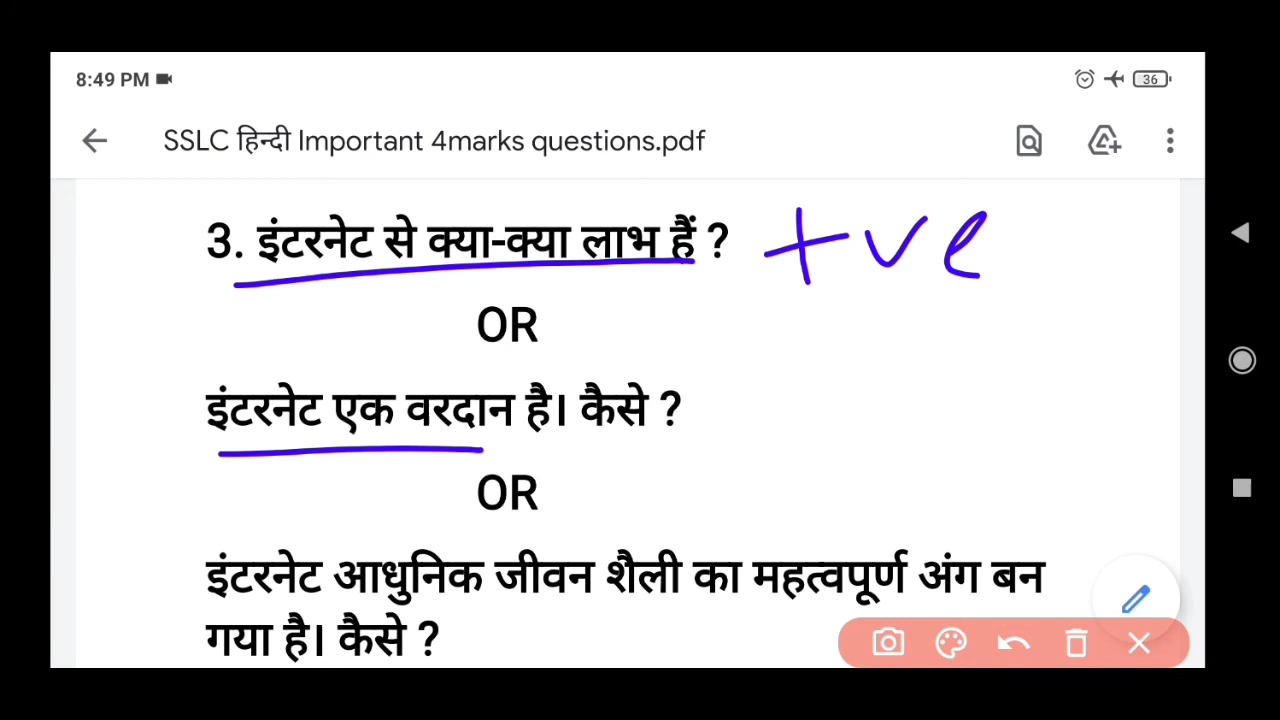 8:49 PM
36
SSLC हिन्दी Important 4marks questions.pdf
3. इंटरनेट से क्या-क्या लाभ हैं ? +ve
OR
इंटरनेट एक वरदान है। कैसे ?
OR
इंटरनेट आधुनिक जीवन शैली का महत्वपूर्ण अंग बन
गया है। कैसे ?